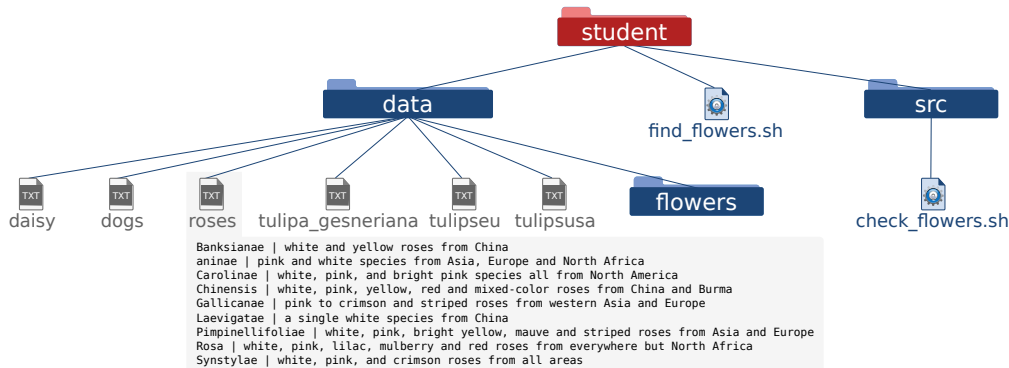 student
data
src
find_flowers.sh
TXT TXT TXT TXT TXT TXT
flowers
daisy dogs roses tulipa_gesneriana tulipseu tulipsusa check_flowers.sh
Banksianae | white and yellow roses from China
aninae | pink and white species from Asia, Europe and North Africa
Carolinae | white, pink, and bright pink species all from North America
Chinensis | white, pink, yellow, red and mixed-color roses from China and Burma
Gallicanae | pink to crimson and striped roses from western Asia and Europe
Laevigatae | a single white species from China
Pimpinellifoliae | white, pink, bright yellow, mauve and striped roses from Asia and Europe
Rosa | white, pink, lilac, mulberry and red roses from everywhere but North Africa
Synstylae | white, pink, and crimson roses from all areas